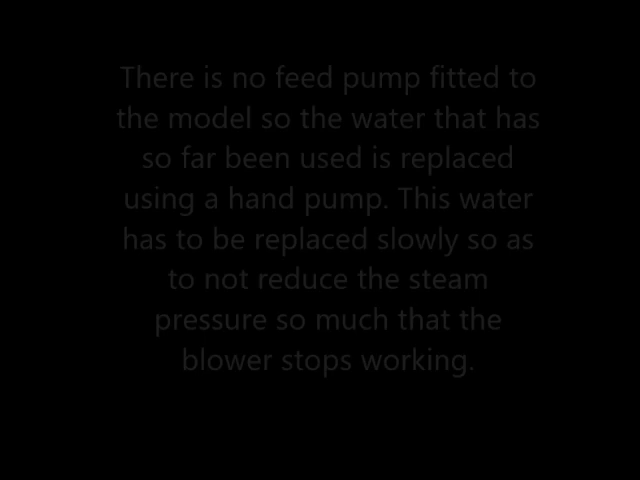 There is no feed pump fitted to
the model so the water that has
so far been used is replaced
using a hand pump. This water
has to be replaced slowly so as
to not reduce the steam
pressure so much that the
blower stops working.